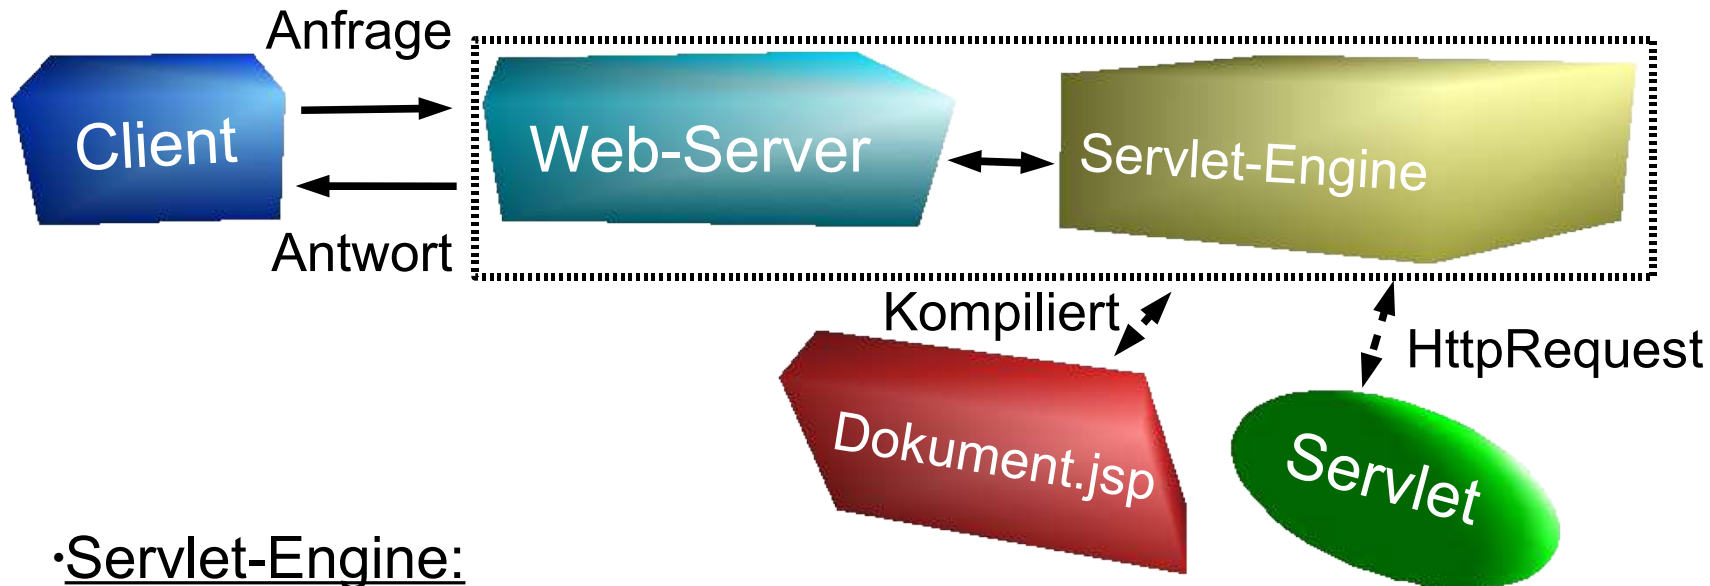 Anfrage
Client
Web-Server
Servlet-Engine
Antwort
Kompiliert
HttpRequest
Dokument.jsp
Servlet
·Servlet-Engine: